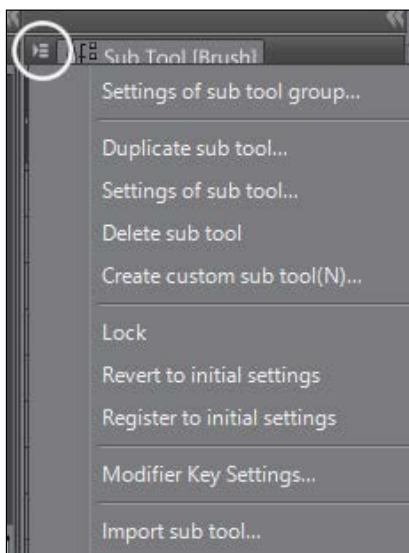 Sub Tool [Brush]
Settings of sub tool group...
Duplicate sub tool...
Settings of sub tool...
Delete sub tool
Create custom sub tool(N)...
Lock
Revert to initial settings
Register to initial settings
Modifier Key Settings...
Import sub tool...